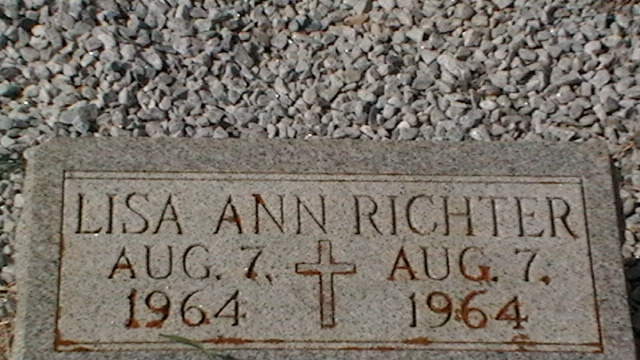 LISA ANN RICHTER
AUG. 7, AUG. 7,
1964 1964